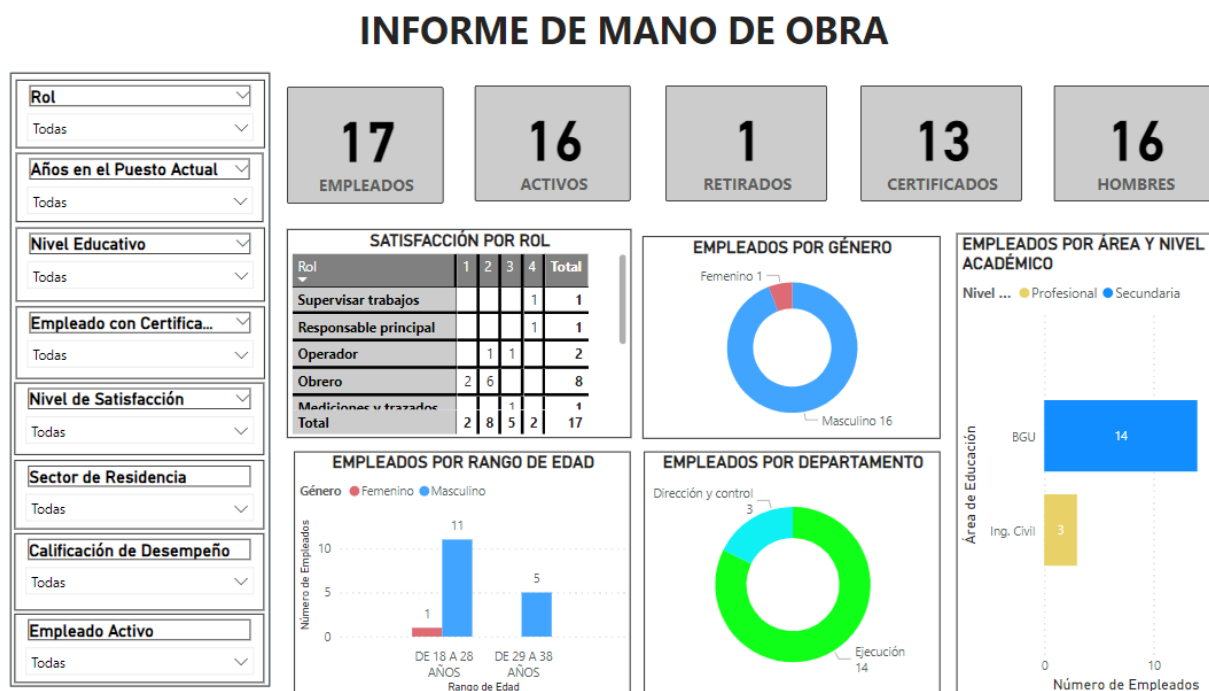 INFORME DE MANO DE OBRA
Rol
Todas
Años en el Puesto Actual
Todas
Nivel Educativo
Todas
Empleado con Certifica...
Todas
Nivel de Satisfacción
Todas
Sector de Residencia
Todas
Calificación de Desempeño
Todas
Empleado Activo
Todas
17
EMPLEADOS
16
ACTIVOS
1
RETIRADOS
13
CERTIFICADOS
16
HOMBRES
SATISFACCIÓN POR ROL
Rol 1 2 3 4 Total
Supervisar trabajos 1 1
Responsable principal 1 1
Operador 1 1 2
Obrero 2 6 8
Mediciones y trazados 1 1
Total 2 8 5 2 17
EMPLEADOS POR GÉNERO
Femenino 1
Masculino 16
EMPLEADOS POR ÁREA Y NIVEL
ACADÉMICO
Nivel ... Profesional Secundaria
Área de Educación
BGU
14
Ing. Civil
3
0 10
Número de Empleados
EMPLEADOS POR RANGO DE EDAD
Género Femenino Masculino
Número de Empleados
10
5
0
1
11
5
DE 18 A 28
AÑOS
DE 29 A 38
AÑOS
Rango de Edad
EMPLEADOS POR DEPARTAMENTO
Dirección y control
3
Ejecución
14